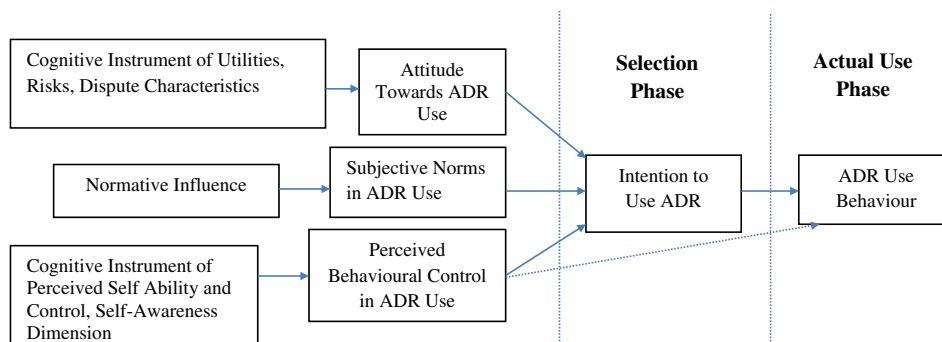 Cognitive Instrument of Utilities,
Risks, Dispute Characteristics
Attitude
Towards ADR
Use
Selection
Phase
Actual Use
Phase
Normative Influence
Subjective Norms
in ADR Use
Intention to
Use ADR
ADR Use
Behaviour
Cognitive Instrument of
Perceived Self Ability and
Control, Self-Awareness
Dimension
Perceived
Behavioural Control
in ADR Use